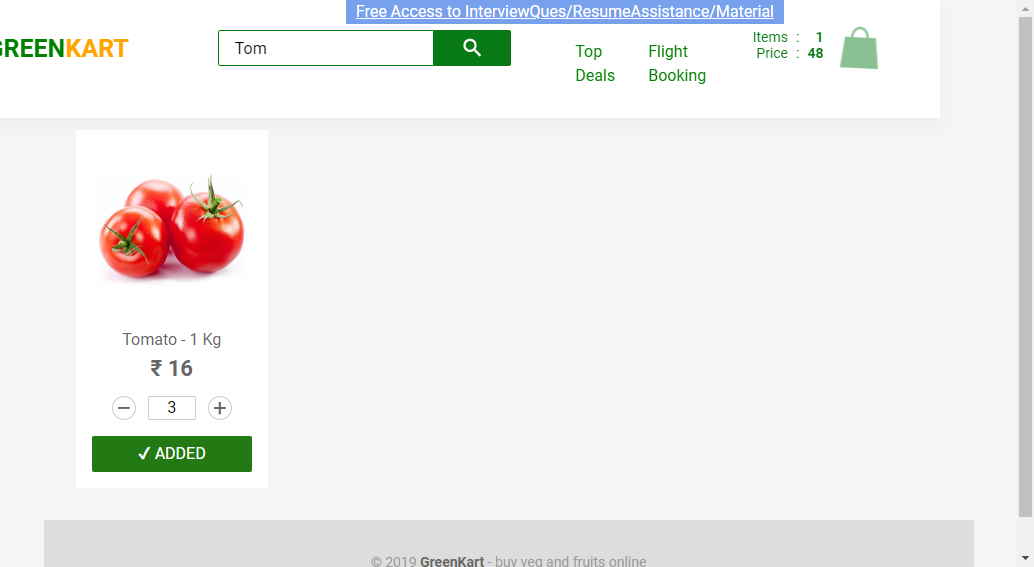 Free Access to InterviewQues/ResumeAssistance/Material
GREENKART
Tom
Top Deals
Flight Booking
Items : 1
Price : 48
Tomato - 1 Kg
₹ 16
3
✔ ADDED
© 2019 GreenKart - buy veg and fruits online